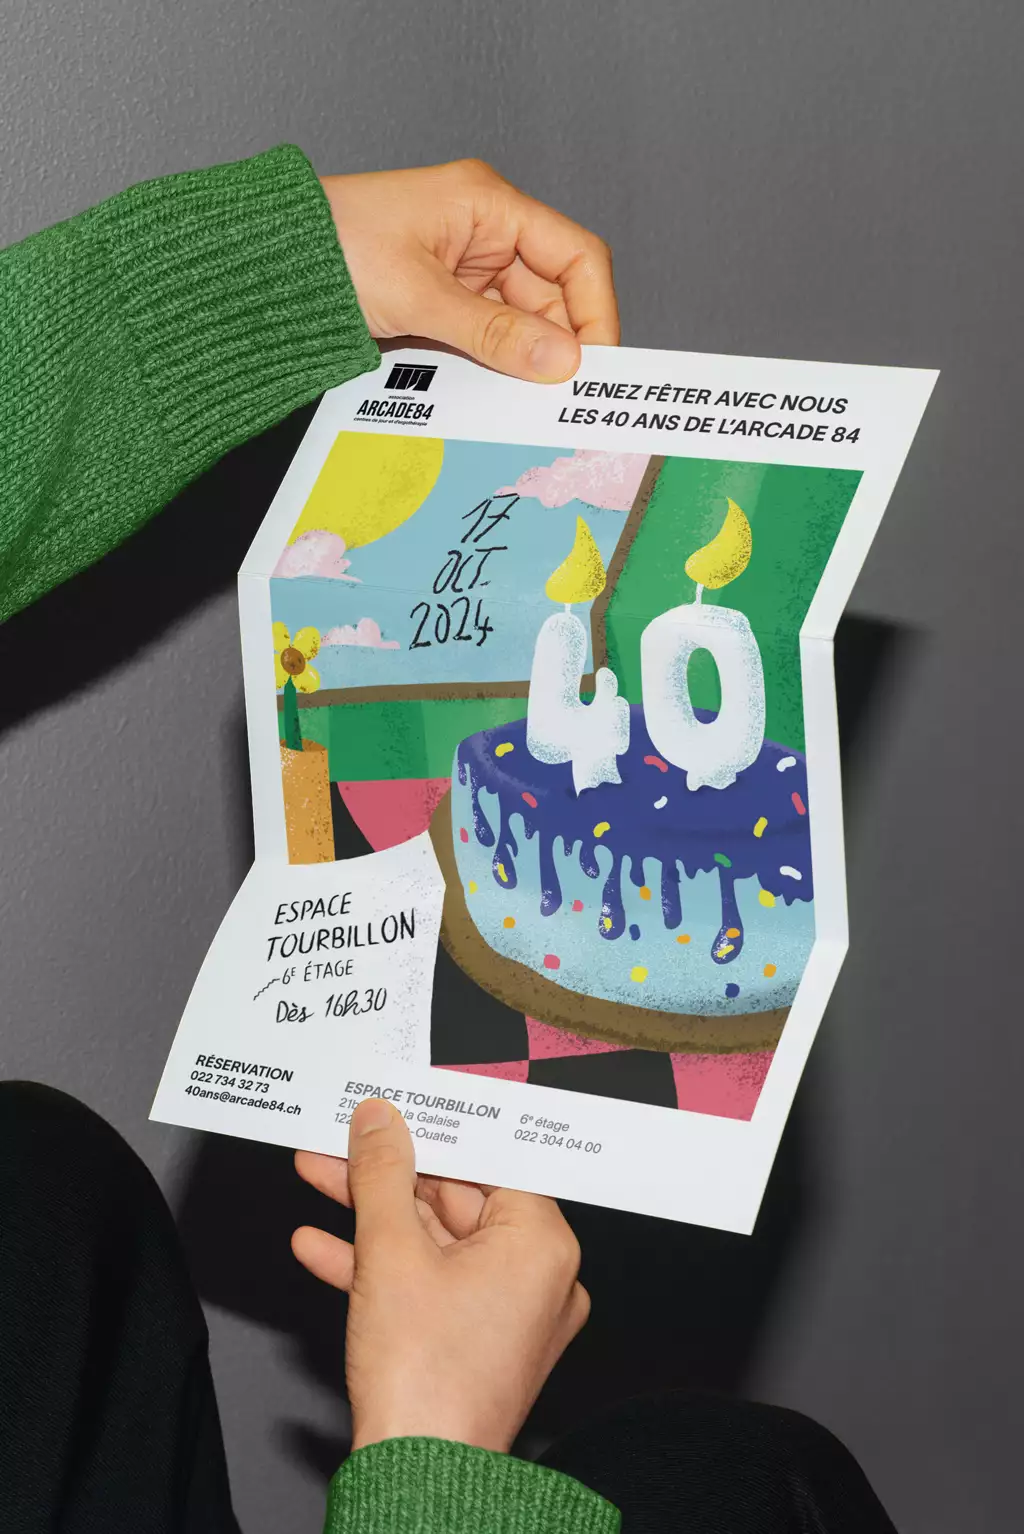 association
ARCADE84
centres de jour et d'ergothérapie
VENEZ FÊTER AVEC NOUS
LES 40 ANS DE L'ARCADE 84
17
OCT.
2024
40
ESPACE
TOURBILLON
6E ÉTAGE
Dès 16h30
RÉSERVATION
022 734 32 73
40ans@arcade84.ch
ESPACE TOURBILLON
la Galaise
-Ouates
6e étage
022 304 04 00